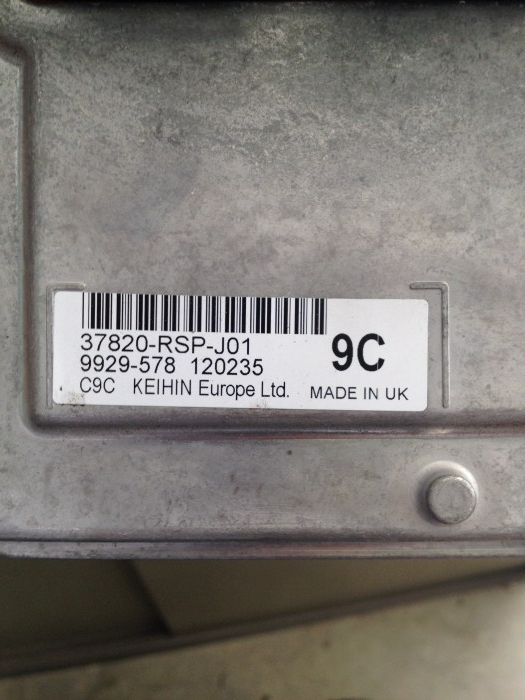 37820-RSP-J01
9929-578 120235
9C
C9C KEIHIN Europe Ltd. MADE IN UK